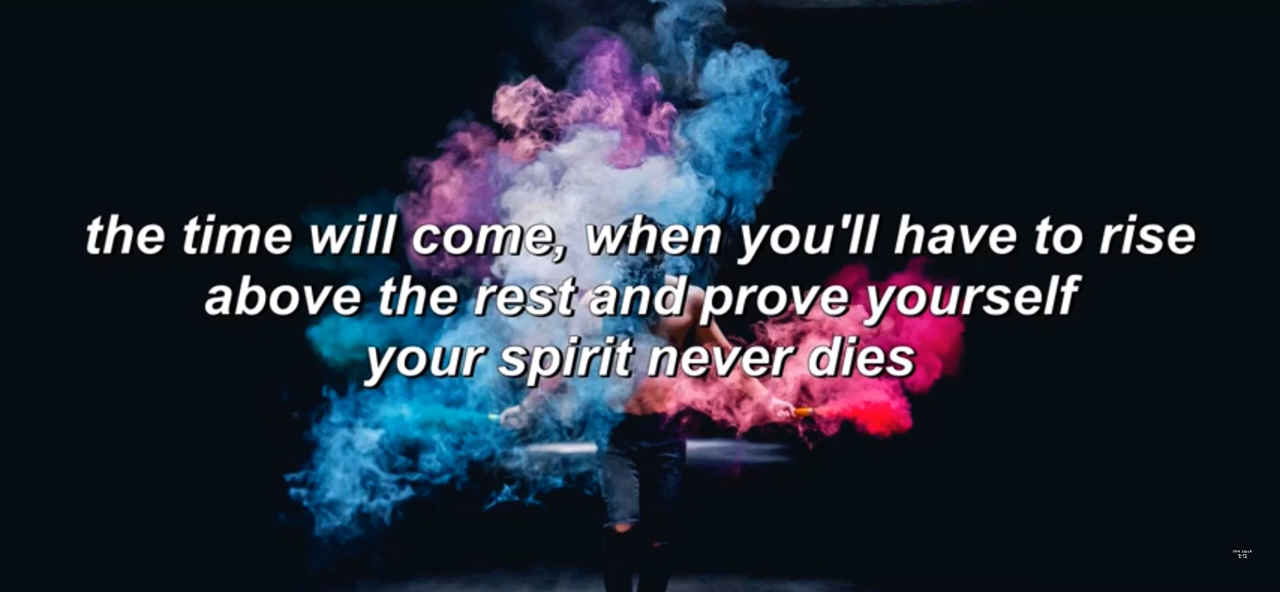 the time will come, when you'll have to rise
above the rest and prove yourself
your spirit never dies